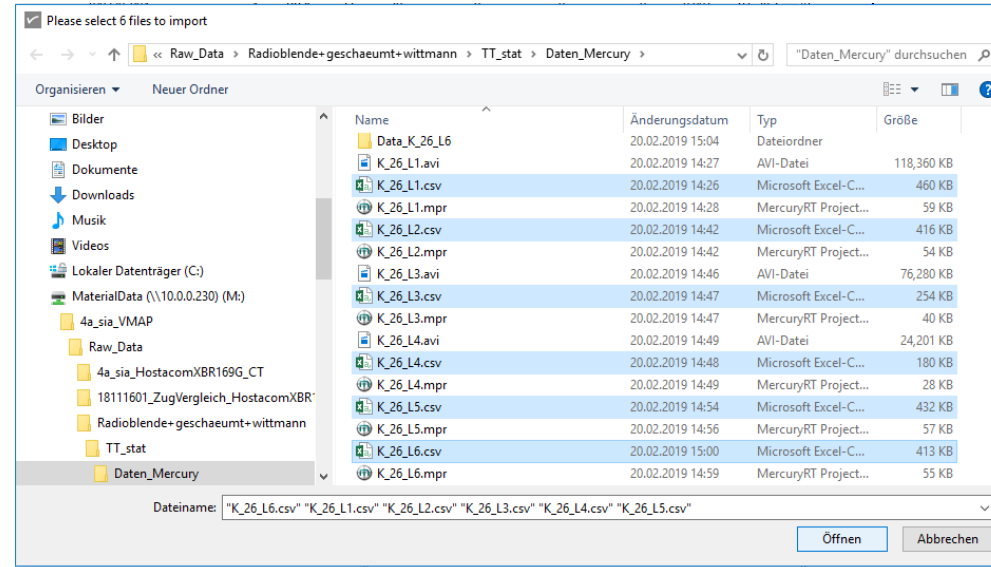 Please select 6 files to import
« Raw_Data > Radioblende+geschaeumt+wittmann > TT_stat > Daten_Mercury >
"Daten_Mercury" durchsuchen
Organisieren Neuer Ordner
Bilder
Desktop
Dokumente
Downloads
Musik
Videos
Lokaler Datenträger (C:)
MaterialData (\\10.0.0.230) (M:)
4a_sia_VMAP
Raw_Data
4a_sia_HostacomXBR169G_CT
18111601_ZugVergleich_HostacomXBR1
Radioblende+geschaeumt+wittmann
TT_stat
Daten_Mercury
Name Änderungsdatum Typ Größe
Data_K_26_L6 20.02.2019 15:04 Dateiordner
K_26_L1.avi 20.02.2019 14:27 AVI-Datei 118,360 KB
K_26_L1.csv 20.02.2019 14:26 Microsoft Excel-C... 460 KB
K_26_L1.mpr 20.02.2019 14:28 MercuryRT Project... 59 KB
K_26_L2.csv 20.02.2019 14:42 Microsoft Excel-C... 416 KB
K_26_L2.mpr 20.02.2019 14:42 MercuryRT Project... 54 KB
K_26_L3.avi 20.02.2019 14:46 AVI-Datei 76,280 KB
K_26_L3.csv 20.02.2019 14:47 Microsoft Excel-C... 254 KB
K_26_L3.mpr 20.02.2019 14:47 MercuryRT Project... 40 KB
K_26_L4.avi 20.02.2019 14:49 AVI-Datei 24,201 KB
K_26_L4.csv 20.02.2019 14:48 Microsoft Excel-C... 180 KB
K_26_L4.mpr 20.02.2019 14:49 MercuryRT Project... 28 KB
K_26_L5.csv 20.02.2019 14:54 Microsoft Excel-C... 432 KB
K_26_L5.mpr 20.02.2019 14:56 MercuryRT Project... 57 KB
K_26_L6.csv 20.02.2019 15:00 Microsoft Excel-C... 413 KB
K_26_L6.mpr 20.02.2019 14:59 MercuryRT Project... 55 KB
Dateiname: "K_26_L6.csv" "K_26_L1.csv" "K_26_L2.csv" "K_26_L3.csv" "K_26_L4.csv" "K_26_L5.csv"
Öffnen Abbrechen